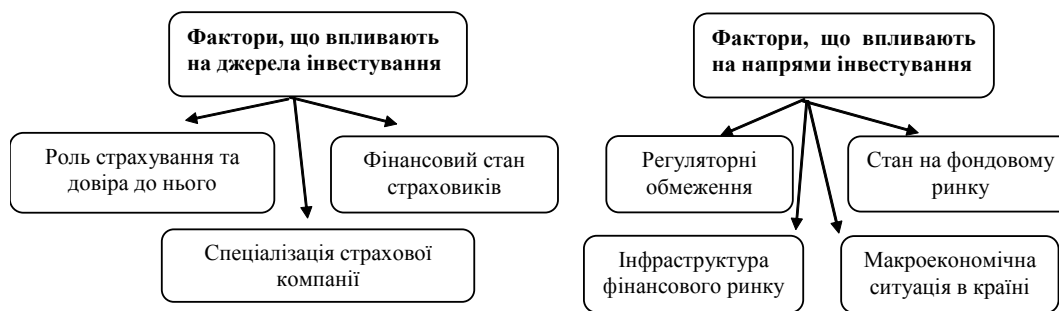 Фактори, що впливають
на джерела інвестування
Роль страхування та
довіра до нього
Фінансовий стан
страховиків
Спеціалізація страхової
компанії
Фактори, що впливають
на напрями інвестування
Регуляторні
обмеження
Стан на фондовому
ринку
Інфраструктура
фінансового ринку
Макроекономічна
ситуація в країні